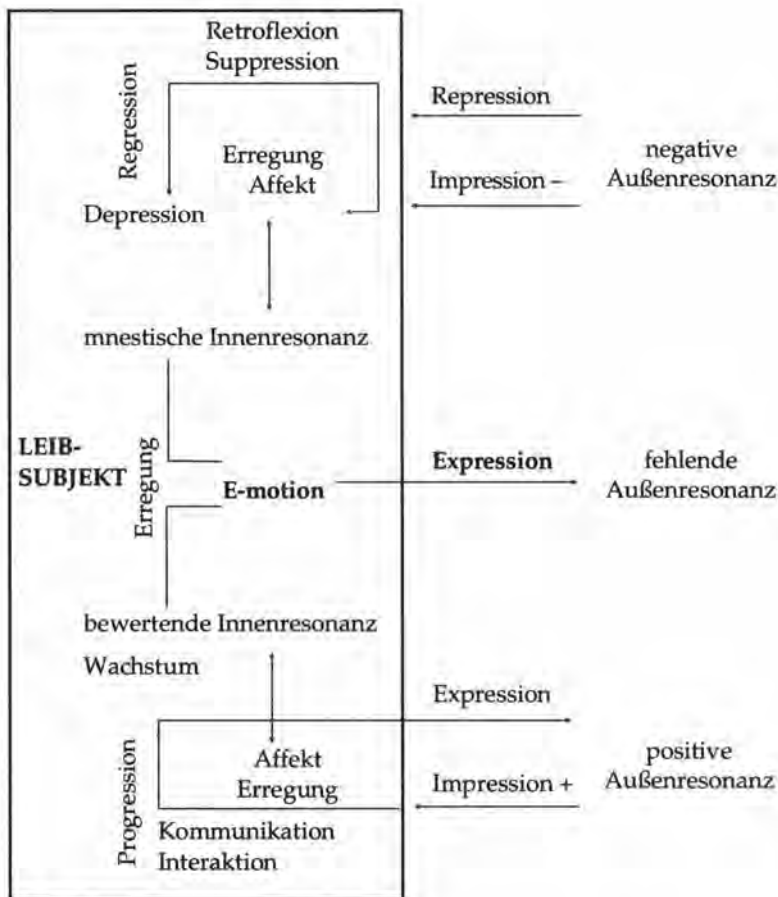 Retroflexion
Suppression
Regression
Erregung
Affekt
Depression
Repression
Impression –
negative
Außenresonanz
mnestische Innenresonanz
LEIB-
SUBJEKT
Erregung
E-motion
Expression
fehlende
Außenresonanz
bewertende Innenresonanz
Wachstum
Expression
Progression
Affekt
Erregung
Impression +
positive
Außenresonanz
Kommunikation
Interaktion